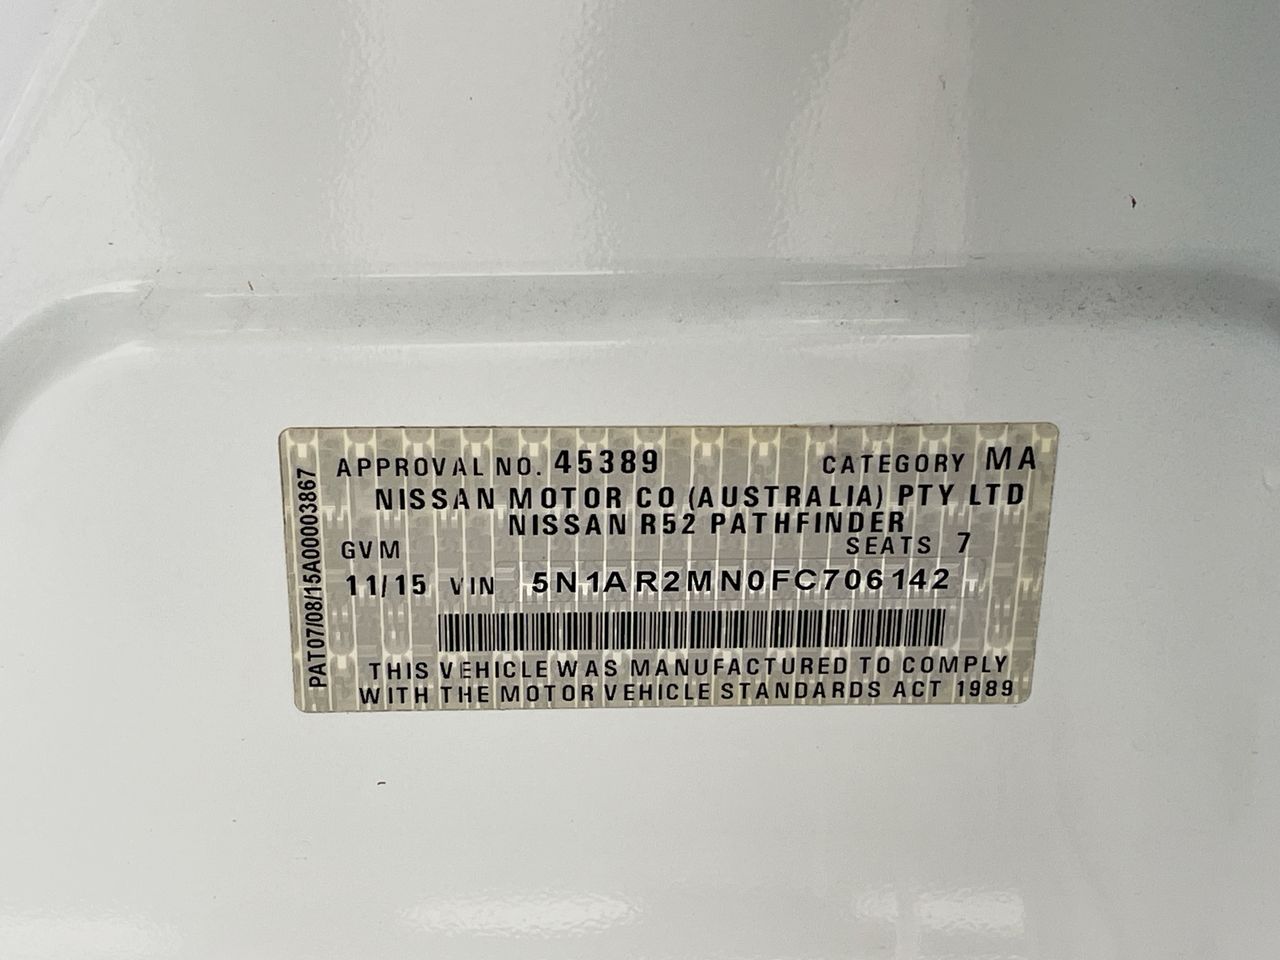 PAT07/08/15A00003867
APPROVAL NO. 45389 CATEGORY MA
NISSAN MOTOR CO (AUSTRALIA) PTY LTD
NISSAN R52 PATHFINDER
GVM SEATS 7
11/15 VIN 5N1AR2MN0FC706142
THIS VEHICLE WAS MANUFACTURED TO COMPLY
WITH THE MOTOR VEHICLE STANDARDS ACT 1989